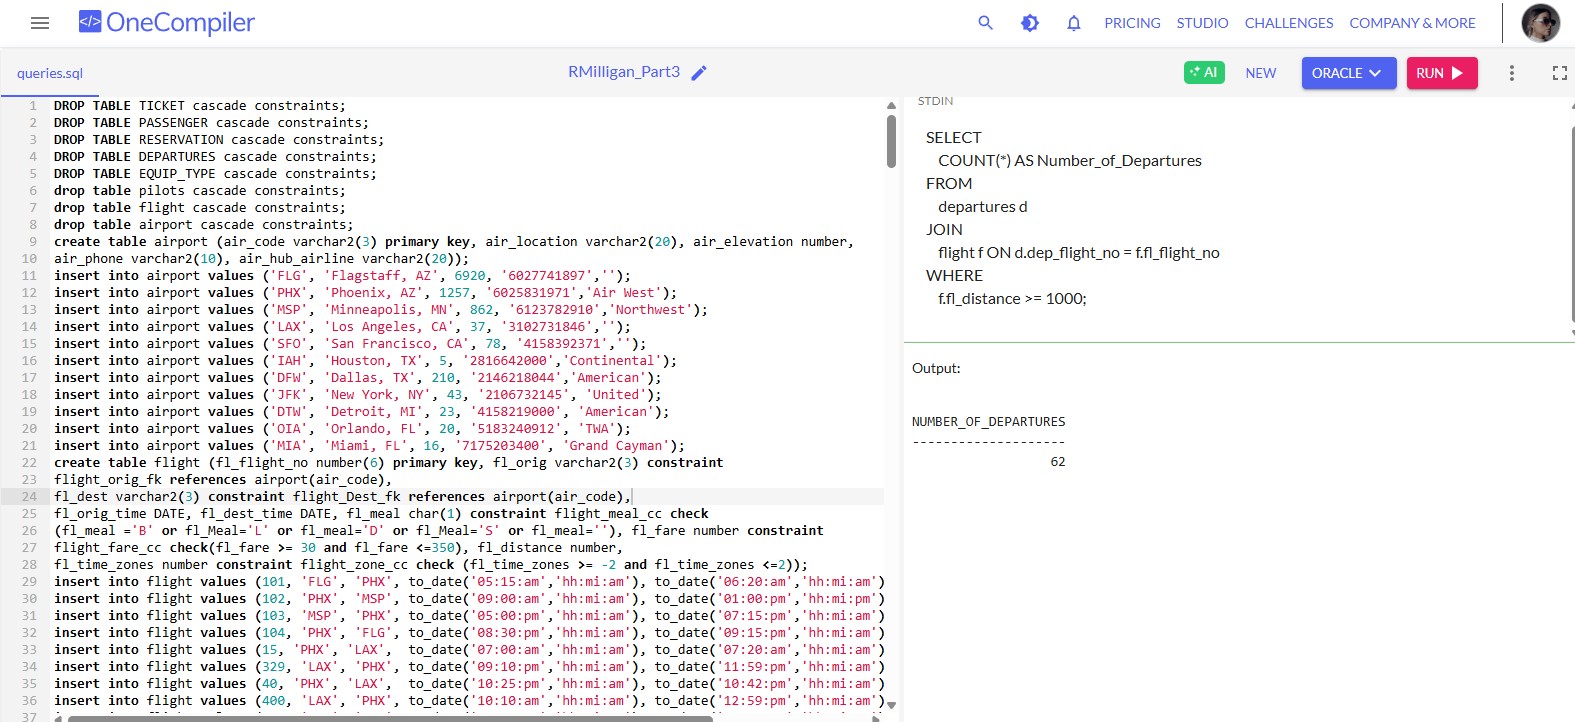 </> OneCompiler
PRICING STUDIO CHALLENGES COMPANY & MORE
queries.sql
RMilligan_Part3
AI NEW ORACLE RUN
1 DROP TABLE TICKET cascade constraints;
2 DROP TABLE PASSENGER cascade constraints;
3 DROP TABLE RESERVATION cascade constraints;
4 DROP TABLE DEPARTURES cascade constraints;
5 DROP TABLE EQUIP_TYPE cascade constraints;
6 drop table pilots cascade constraints;
7 drop table flight cascade constraints;
8 drop table airport cascade constraints;
9 create table airport (air_code varchar2(3) primary key, air_location varchar2(20), air_elevation number,
10 air_phone varchar2(10), air_hub_airline varchar2(20));
11 insert into airport values ('FLG', 'Flagstaff, AZ', 6920, '6027741897','');
12 insert into airport values ('PHX', 'Phoenix, AZ', 1257, '6025831971','Air West');
13 insert into airport values ('MSP', 'Minneapolis, MN', 862, '6123782910','Northwest');
14 insert into airport values ('LAX', 'Los Angeles, CA', 37, '3102731846','');
15 insert into airport values ('SFO', 'San Francisco, CA', 78, '4158392371','');
16 insert into airport values ('IAH', 'Houston, TX', 5, '2816642000','Continental');
17 insert into airport values ('DFW', 'Dallas, TX', 210, '2146218044','American');
18 insert into airport values ('JFK', 'New York, NY', 43, '2106732145', 'United');
19 insert into airport values ('DTW', 'Detroit, MI', 23, '4158219000', 'American');
20 insert into airport values ('OIA', 'Orlando, FL', 20, '5183240912', 'TWA');
21 insert into airport values ('MIA', 'Miami, FL', 16, '7175203400', 'Grand Cayman');
22 create table flight (fl_flight_no number(6) primary key, fl_orig varchar2(3) constraint
23 flight_orig_fk references airport(air_code),
24 fl_dest varchar2(3) constraint flight_Dest_fk references airport(air_code),
25 fl_orig_time DATE, fl_dest_time DATE, fl_meal char(1) constraint flight_meal_cc check
26 (fl_meal ='B' or fl_Meal='L' or fl_meal='D' or fl_Meal='S' or fl_meal=''), fl_fare number constraint
27 flight_fare_cc check(fl_fare >= 30 and fl_fare <=350), fl_distance number,
28 fl_time_zones number constraint flight_zone_cc check (fl_time_zones >= -2 and fl_time_zones <=2));
29 insert into flight values (101, 'FLG', 'PHX', to_date('05:15:am','hh:mi:am'), to_date('06:20:am','hh:mi:am')
30 insert into flight values (102, 'PHX', 'MSP', to_date('09:00:am','hh:mi:am'), to_date('01:00:pm','hh:mi:pm')
31 insert into flight values (103, 'MSP', 'PHX', to_date('05:00:pm','hh:mi:am'), to_date('07:15:pm','hh:mi:am')
32 insert into flight values (104, 'PHX', 'FLG', to_date('08:30:pm','hh:mi:am'), to_date('09:15:pm','hh:mi:am')
33 insert into flight values (15, 'PHX', 'LAX', to_date('07:00:am','hh:mi:am'), to_date('07:20:am','hh:mi:am')
34 insert into flight values (329, 'LAX', 'PHX', to_date('09:10:pm','hh:mi:am'), to_date('11:59:pm','hh:mi:am')
35 insert into flight values (40, 'PHX', 'LAX', to_date('10:25:pm','hh:mi:am'), to_date('10:42:pm','hh:mi:am')
36 insert into flight values (400, 'LAX', 'PHX', to_date('10:10:am','hh:mi:am'), to_date('12:59:pm','hh:mi:am')
37
STDIN
SELECT
COUNT(*) AS Number_of_Departures
FROM
departures d
JOIN
flight f ON d.dep_flight_no = f.fl_flight_no
WHERE
f.fl_distance >= 1000;
Output:
NUMBER_OF_DEPARTURES
--------------------
62